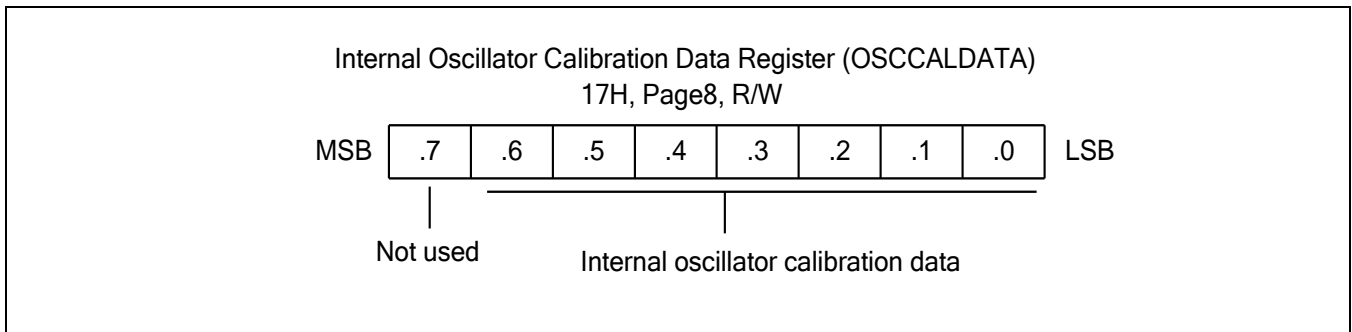 Internal Oscillator Calibration Data Register (OSCCALDATA)
17H, Page8, R/W
MSB .7 .6 .5 .4 .3 .2 .1 .0 LSB
Not used
Internal oscillator calibration data